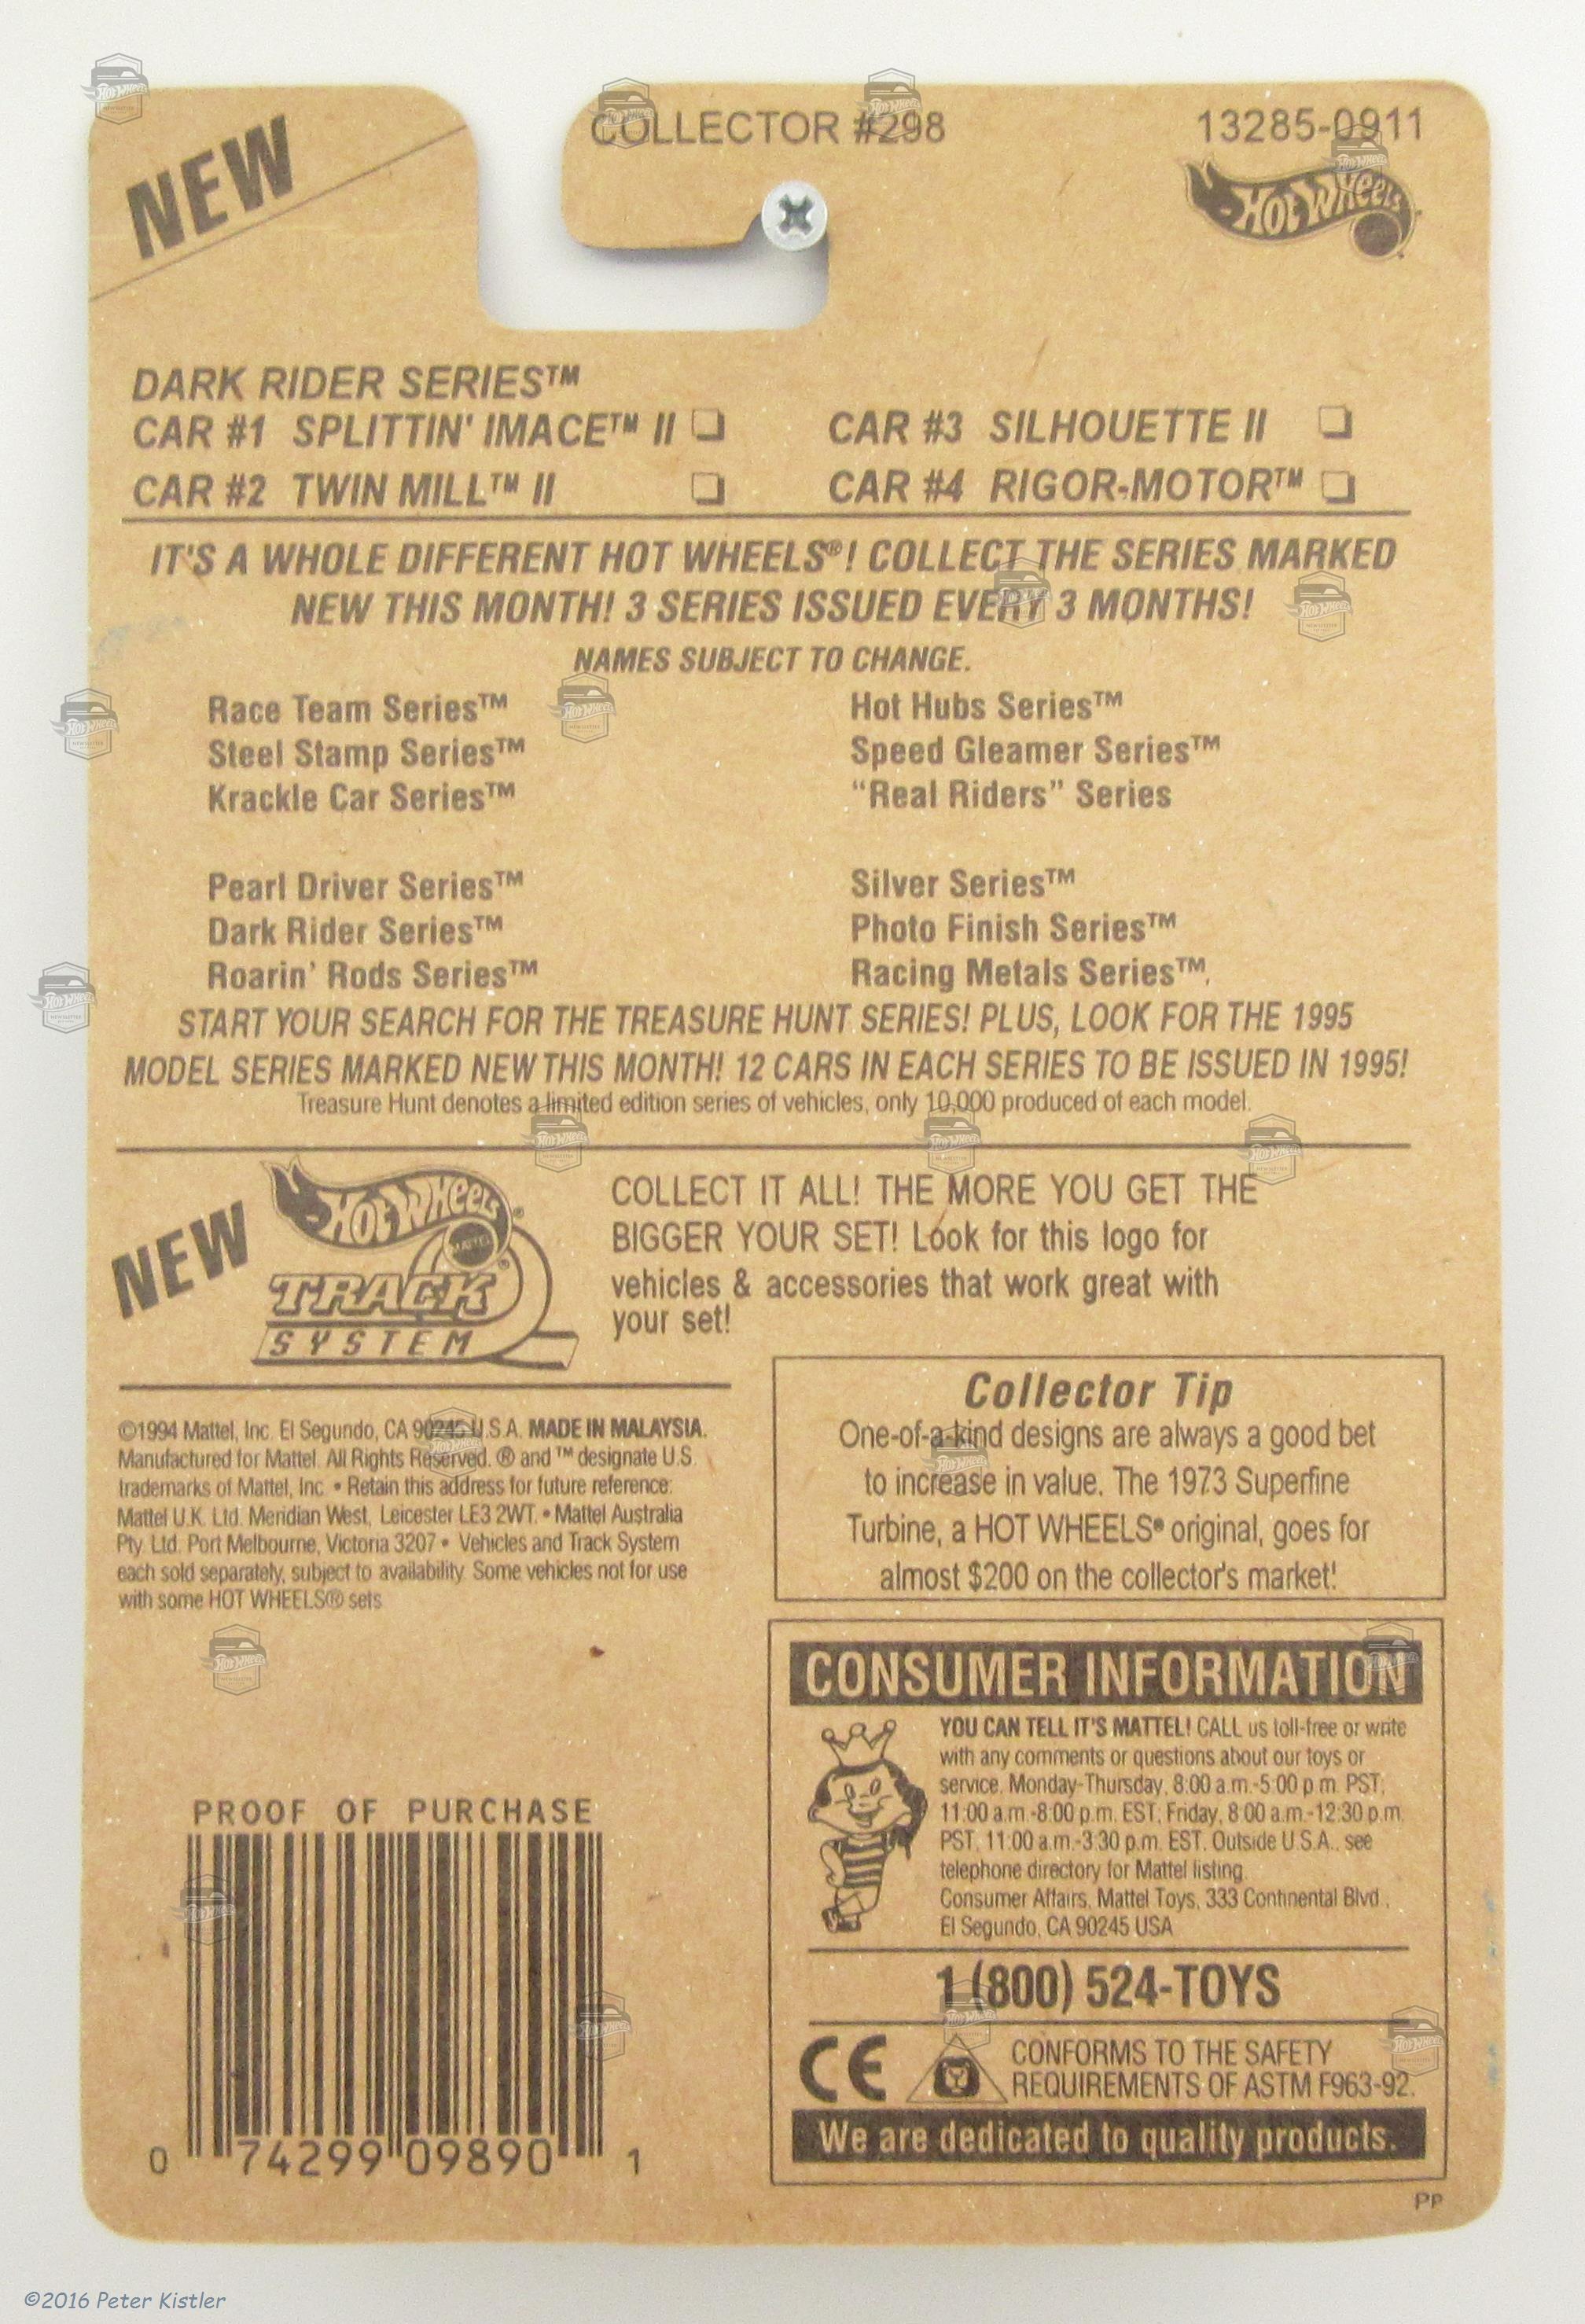 NEW
COLLECTOR #298
13285-0911
HOT WHEELS
DARK RIDER SERIES™
CAR #1 SPLITTIN' IMACE™ II ❏
CAR #3 SILHOUETTE II ❏
CAR #2 TWIN MILL™ II ❏
CAR #4 RIGOR-MOTOR™ ❏
IT'S A WHOLE DIFFERENT HOT WHEELS®! COLLECT THE SERIES MARKED
NEW THIS MONTH! 3 SERIES ISSUED EVERY 3 MONTHS!
NAMES SUBJECT TO CHANGE.
Race Team Series™
Steel Stamp Series™
Krackle Car Series™
Hot Hubs Series™
Speed Gleamer Series™
“Real Riders” Series
Pearl Driver Series™
Dark Rider Series™
Roarin’ Rods Series™
Silver Series™
Photo Finish Series™
Racing Metals Series™.
START YOUR SEARCH FOR THE TREASURE HUNT SERIES! PLUS, LOOK FOR THE 1995
MODEL SERIES MARKED NEW THIS MONTH! 12 CARS IN EACH SERIES TO BE ISSUED IN 1995!
Treasure Hunt denotes a limited edition series of vehicles, only 10,000 produced of each model.
NEW
HOT WHEELS®
MATTEL
TRACK®
SYSTEM
COLLECT IT ALL! THE MORE YOU GET THE
BIGGER YOUR SET! Look for this logo for
vehicles & accessories that work great with
your set!
©1994 Mattel, Inc. El Segundo, CA 90245 U.S.A. MADE IN MALAYSIA.
Manufactured for Mattel. All Rights Reserved. ® and ™ designate U.S.
trademarks of Mattel, Inc. • Retain this address for future reference:
Mattel U.K. Ltd. Meridian West, Leicester LE3 2WT. • Mattel Australia
Pty. Ltd. Port Melbourne, Victoria 3207 • Vehicles and Track System
each sold separately, subject to availability. Some vehicles not for use
with some HOT WHEELS® sets
Collector Tip
One-of-a-kind designs are always a good bet
to increase in value. The 1973 Superfine
Turbine, a HOT WHEELS® original, goes for
almost $200 on the collector's market!
CONSUMER INFORMATION
YOU CAN TELL IT'S MATTEL! CALL us toll-free or write
with any comments or questions about our toys or
service. Monday-Thursday, 8:00 a.m.-5:00 p.m. PST;
11:00 a.m.-8:00 p.m. EST; Friday, 8:00 a.m.-12:30 p.m.
PST, 11:00 a.m.-3:30 p.m. EST. Outside U.S.A., see
telephone directory for Mattel listing.
Consumer Affairs, Mattel Toys, 333 Continental Blvd.,
El Segundo, CA 90245 USA
1 (800) 524-TOYS
CE
CONFORMS TO THE SAFETY
REQUIREMENTS OF ASTM F963-92.
We are dedicated to quality products.
PROOF OF PURCHASE
0 74299 09890 1
PP
©2016 Peter Kistler